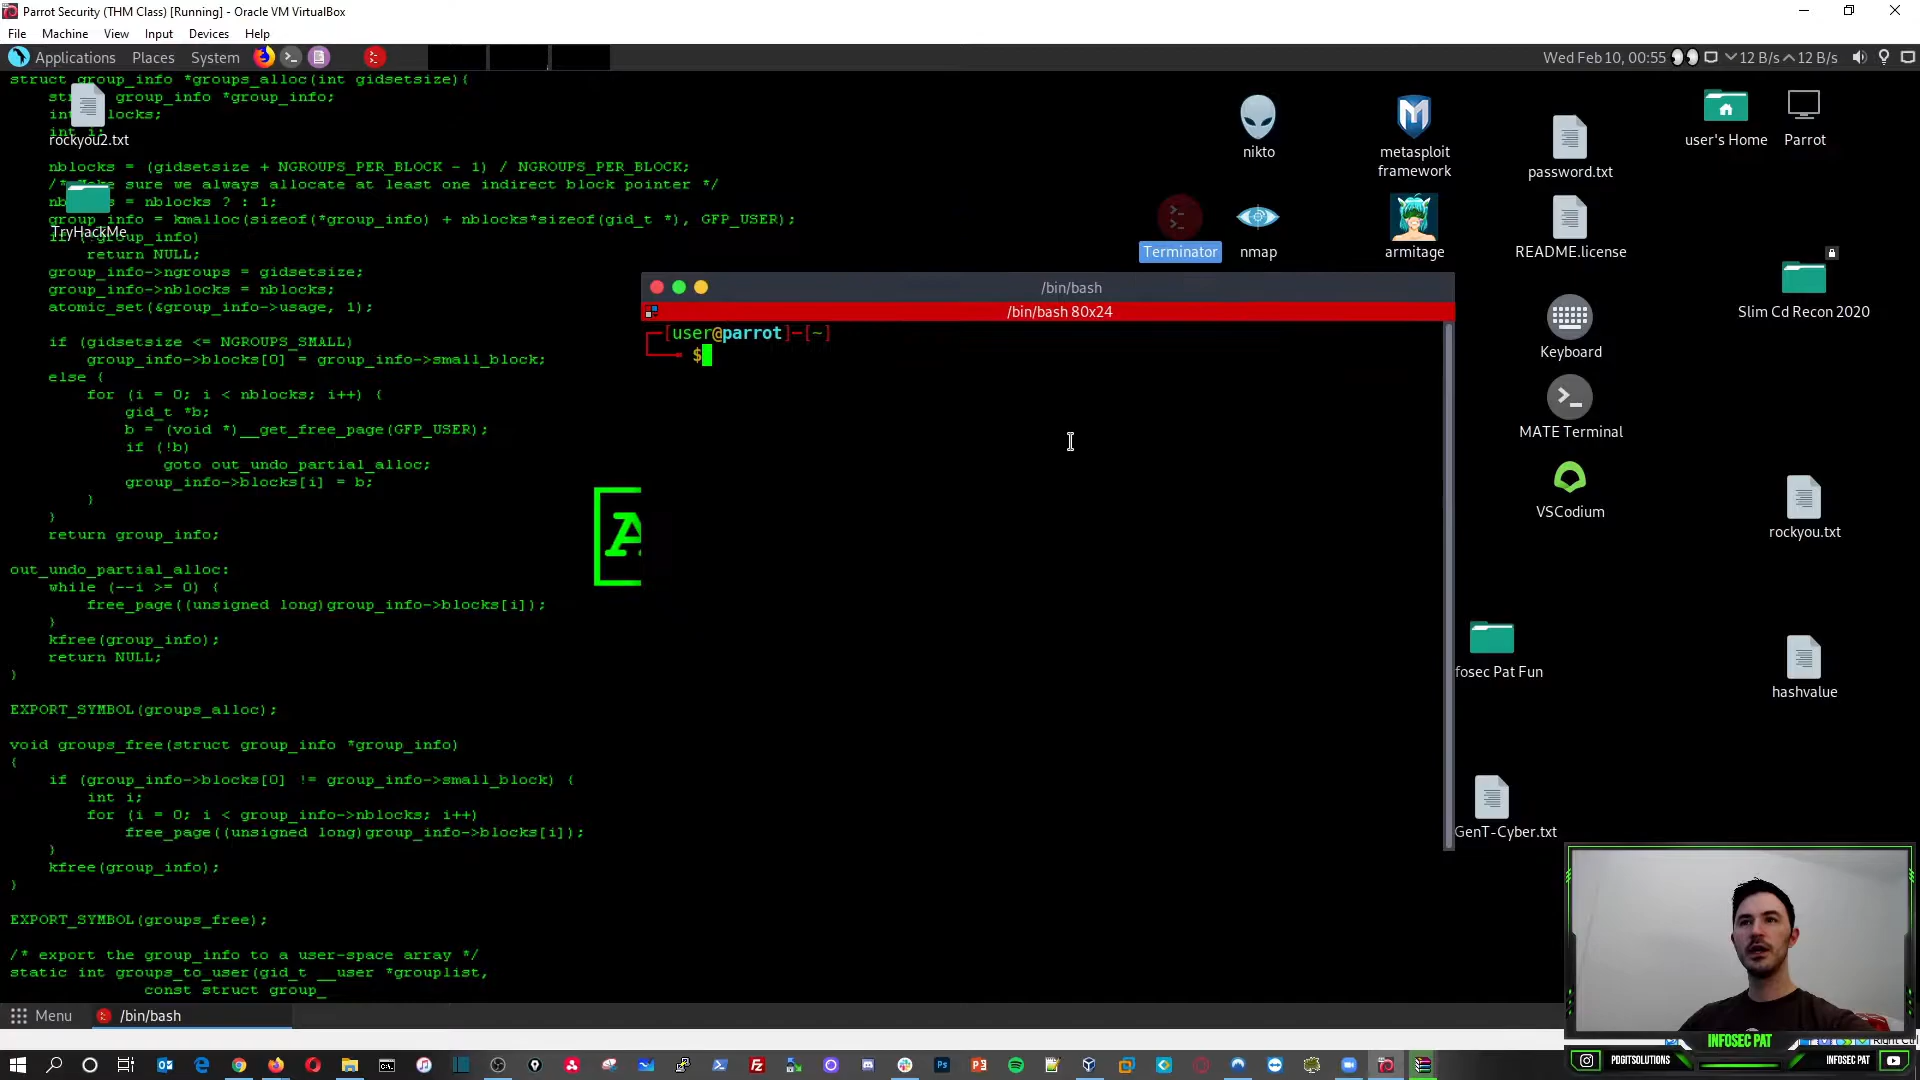 Parrot Security (THM Class) [Running] - Oracle VM VirtualBox
File Machine View Input Devices Help
Applications Places System
Wed Feb 10, 00:55 12 B/s 12 B/s
struct group_info *groups_alloc(int gidsetsize){
group_info *group_info;
rockyou2.txt
nblocks = (gidsetsize + NGROUPS_PER_BLOCK - 1) / NGROUPS_PER_BLOCK;
/* Make sure we always allocate at least one indirect block pointer */
nblocks = nblocks ? : 1;
group_info = kmalloc(sizeof(*group_info) + nblocks*sizeof(gid_t *), GFP_USER);
TryHackMe
if (!group_info)
return NULL;
group_info->ngroups = gidsetsize;
group_info->nblocks = nblocks;
atomic_set(&group_info->usage, 1);
if (gidsetsize <= NGROUPS_SMALL)
group_info->blocks[0] = group_info->small_block;
else {
for (i = 0; i < nblocks; i++) {
gid_t *b;
b = (void *)__get_free_page(GFP_USER);
if (!b)
goto out_undo_partial_alloc;
group_info->blocks[i] = b;
}
}
return group_info;
out_undo_partial_alloc:
while (--i >= 0) {
free_page((unsigned long)group_info->blocks[i]);
}
kfree(group_info);
return NULL;
}
EXPORT_SYMBOL(groups_alloc);
void groups_free(struct group_info *group_info)
{
if (group_info->blocks[0] != group_info->small_block) {
int i;
for (i = 0; i < group_info->nblocks; i++)
free_page((unsigned long)group_info->blocks[i]);
}
kfree(group_info);
}
EXPORT_SYMBOL(groups_free);
/* export the group_info to a user-space array */
static int groups_to_user(gid_t __user *grouplist,
const struct group_
A
nikto
metasploit framework
password.txt
user's Home
Parrot
Terminator
nmap
armitage
README.license
Slim Cd Recon 2020
Keyboard
MATE Terminal
VSCodium
rockyou.txt
fosec Pat Fun
hashvalue
GenT-Cyber.txt
/bin/bash
/bin/bash 80x24
[user@parrot]-[~]
$
Menu
/bin/bash
INFOSEC PAT
PDGITSOLUTIONS
INFOSEC PAT
Right Ctrl